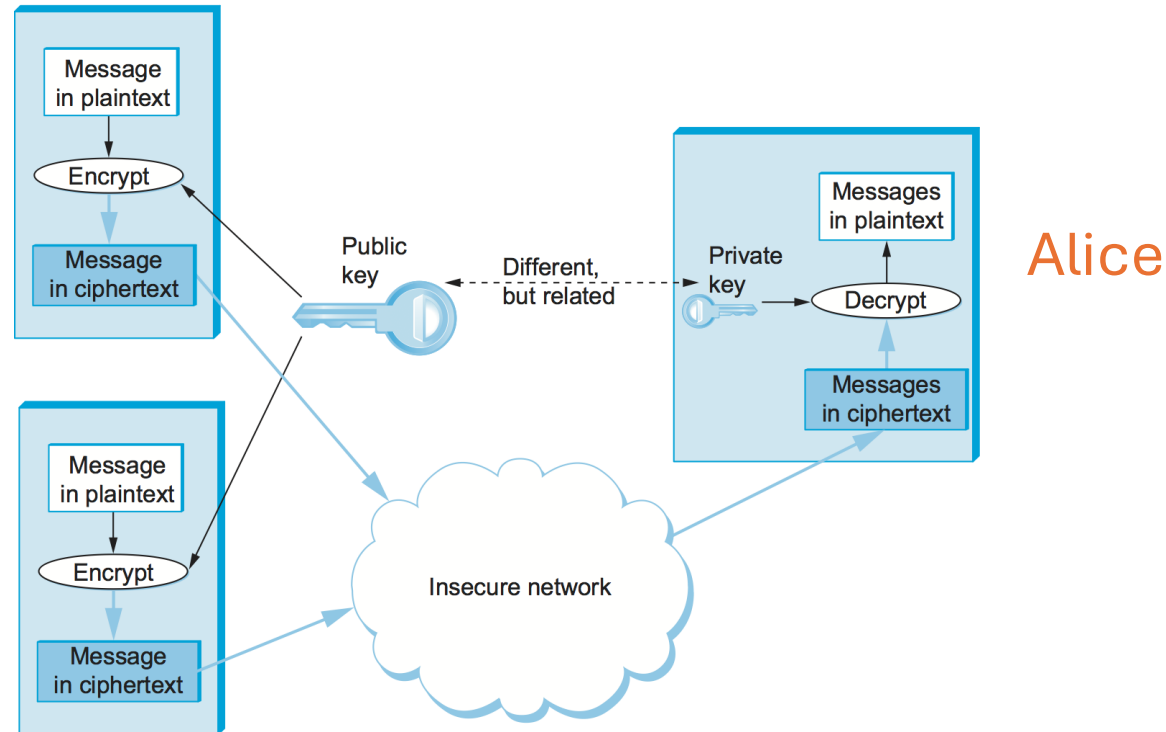 Message
in plaintext
Encrypt
Message
in ciphertext
Public
key
Different,
but related
Private
key
Messages
in plaintext
Decrypt
Messages
in ciphertext
Alice
Message
in plaintext
Encrypt
Message
in ciphertext
Insecure network